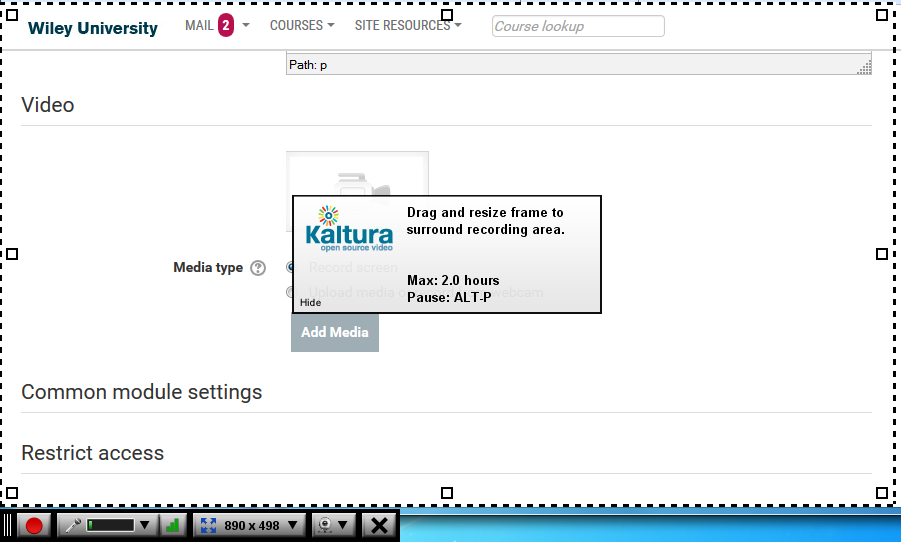 Wiley University MAIL 2 COURSES SITE RESOURCES Course lookup
Path: p
Video
Kaltura
open source video
Drag and resize frame to
surround recording area.
Media type ? Record screen
Max: 2.0 hours
Upload media webcam
Pause: ALT-P
Hide
Add Media
Common module settings
Restrict access
890 x 498